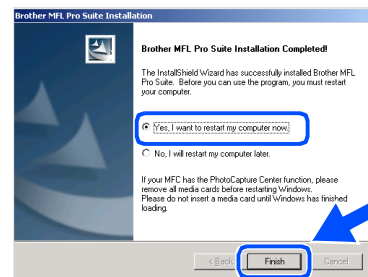 Brother MFL Pro Suite Installation
Brother MFL Pro Suite Installation Completed!
The InstallShield Wizard has successfully installed Brother MFL
Pro Suite. Before you can use the program, you must restart
your computer.
Yes, I want to restart my computer now.
No, I will restart my computer later.
If your MFC has the PhotoCapture Center function, please
remove all media cards before restarting Windows.
Please do not insert a media card until Windows has finished
loading.
< Back
Finish
Cancel